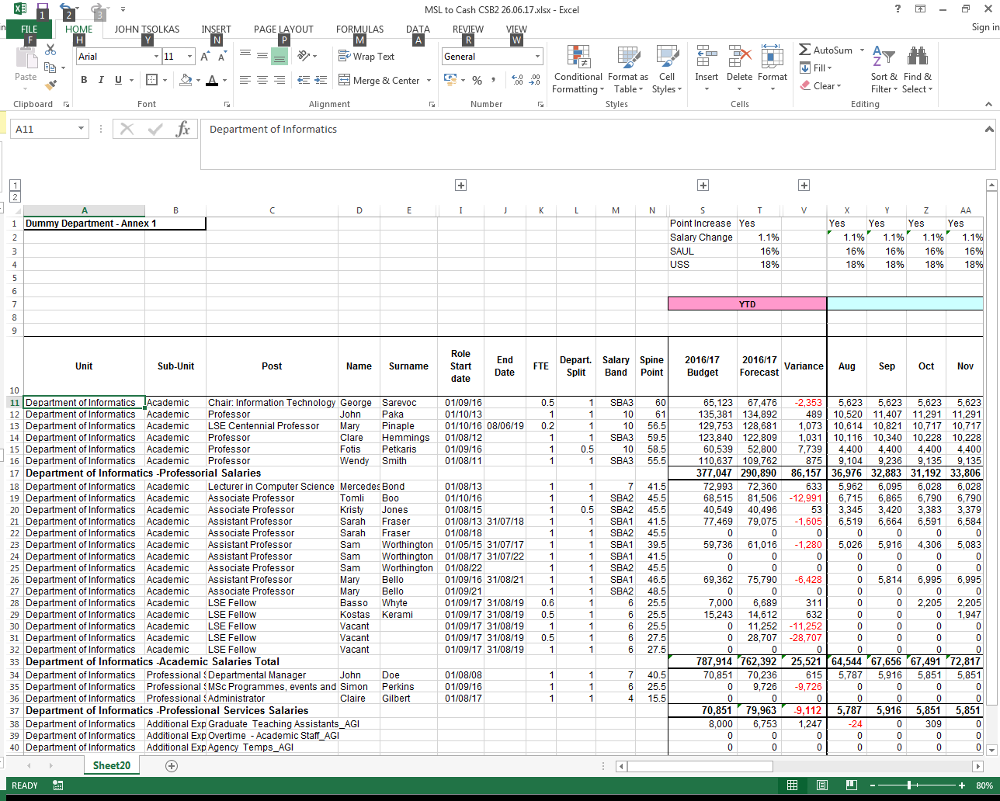 MSL to Cash CSB2 26.06.17.xlsx - Excel
1 2 3
FILE HOME JOHN TSOLKAS INSERT PAGE LAYOUT FORMULAS DATA REVIEW VIEW Sign in
F H Y N P M A R W
Paste Arial 11 Wrap Text General Conditional Formatting Format as Table Cell Styles Insert Delete Format AutoSum Sort & Filter Find & Select
B I U Merge & Center % Fill
Clear
Clipboard Font Alignment Number Styles Cells Editing
A11 fx Department of Informatics
1
2
A B C D E I J K L M N S T V X Y Z AA
1 Dummy Department - Annex 1 Point Increase Yes Yes Yes Yes Yes
2 Salary Change 1.1% 1.1% 1.1% 1.1% 1.1%
3 SAUL 16% 16% 16% 16% 16%
4 USS 18% 18% 18% 18% 18%
5
6
7 YTD
8
9
10 Unit Sub-Unit Post Name Surname Role Start date End Date FTE Depart. Split Salary Band Spine Point 2016/17 Budget 2016/17 Forecast Variance Aug Sep Oct Nov
11 Department of Informatics Academic Chair: Information Technology George Sarevoc 01/09/16 0.5 1 SBA3 60 65,123 67,476 -2,353 5,623 5,623 5,623 5,623
12 Department of Informatics Academic Professor John Paka 01/10/13 1 1 10 61 135,381 134,892 489 10,520 11,407 11,291 11,291
13 Department of Informatics Academic LSE Centennial Professor Mary Pinaple 01/10/16 08/06/19 0.2 1 10 56.5 129,753 128,681 1,073 10,614 10,821 10,717 10,717
14 Department of Informatics Academic Professor Clare Hemmings 01/08/12 1 1 SBA3 59.5 123,840 122,809 1,031 10,116 10,340 10,228 10,228
15 Department of Informatics Academic Professor Fotis Petkaris 01/09/16 1 0.5 10 58.5 60,539 52,800 7,739 4,400 4,400 4,400 4,400
16 Department of Informatics Academic Professor Wendy Smith 01/08/11 1 1 SBA3 55.5 110,637 109,762 875 9,104 9,236 9,135 9,135
17 Department of Informatics -Professorial Salaries 377,047 290,890 86,157 36,976 32,883 31,192 33,806
18 Department of Informatics Academic Lecturer in Computer Science Mercedes Bond 01/08/13 1 1 7 41.5 72,993 72,360 633 5,962 6,095 6,028 6,028
19 Department of Informatics Academic Associate Professor Tomli Boo 01/10/16 1 1 SBA2 45.5 68,515 81,506 -12,991 6,715 6,865 6,790 6,790
20 Department of Informatics Academic Associate Professor Kristy Jones 01/08/15 1 0.5 SBA2 45.5 40,549 40,496 53 3,345 3,420 3,383 3,379
21 Department of Informatics Academic Assistant Professor Sarah Fraser 01/08/13 31/07/18 1 1 SBA1 41.5 77,469 79,075 -1,605 6,519 6,664 6,591 6,584
22 Department of Informatics Academic Associate Professor Sarah Fraser 01/08/18 1 1 SBA2 45.5 0 0 0 0 0 0 0
23 Department of Informatics Academic Assistant Professor Sam Worthington 01/05/15 31/07/17 1 1 SBA1 39.5 59,736 61,016 -1,280 5,026 5,916 4,306 5,083
24 Department of Informatics Academic Assistant Professor Sam Worthington 01/08/17 31/07/22 1 1 SBA1 41.5 0 0 0 0 0 0 0
25 Department of Informatics Academic Associate Professor Sam Worthington 01/08/22 1 1 SBA2 45.5 0 0 0 0 0 0 0
26 Department of Informatics Academic Assistant Professor Mary Bello 01/09/16 31/08/21 1 1 SBA1 46.5 69,362 75,790 -6,428 0 5,814 6,995 6,995
27 Department of Informatics Academic Associate Professor Mary Bello 01/09/21 1 1 SBA2 48.5 0 0 0 0 0 0 0
28 Department of Informatics Academic LSE Fellow Basso Whyte 01/09/17 31/08/19 0.6 1 6 25.5 7,000 6,689 311 0 0 2,205 2,205
29 Department of Informatics Academic LSE Fellow Kostas Kerami 01/09/17 31/08/19 0.5 1 6 25.5 15,243 14,612 632 0 0 0 1,947
30 Department of Informatics Academic LSE Fellow Vacant 01/09/17 31/08/19 1 1 6 25.5 0 11,252 -11,252 0 0 0 0
31 Department of Informatics Academic LSE Fellow Vacant 01/09/17 31/08/19 0.5 1 6 27.5 0 28,707 -28,707 0 0 0 0
32 Department of Informatics Academic LSE Fellow Vacant 01/09/17 31/08/19 1 1 6 27.5 0 0 0 0 0 0 0
33 Department of Informatics -Academic Salaries Total 787,914 762,392 25,521 64,544 67,656 67,491 72,817
34 Department of Informatics Professional S Departmental Manager John Doe 01/08/08 1 1 7 40.5 70,851 70,236 615 5,787 5,916 5,851 5,851
35 Department of Informatics Professional S MSc Programmes, events and Simon Perkins 01/09/16 1 1 6 25.5 0 9,726 -9,726 0 0 0 0
36 Department of Informatics Professional S Administrator Claire Gilbert 01/08/17 1 1 4 15.5 0 0 0 0 0 0 0
37 Department of Informatics -Professional Services Salaries 70,851 79,963 -9,112 5,787 5,916 5,851 5,851
38 Department of Informatics Additional Exp Graduate Teaching Assistants_AGI 8,000 6,753 1,247 -24 0 309 0
39 Department of Informatics Additional Exp Overtime - Academic Staff_AGI 0 0 0 0 0 0 0
40 Department of Informatics Additional Exp Agency Temps_AGI 0 0 0 0 0 0 0
Sheet20
READY 80%